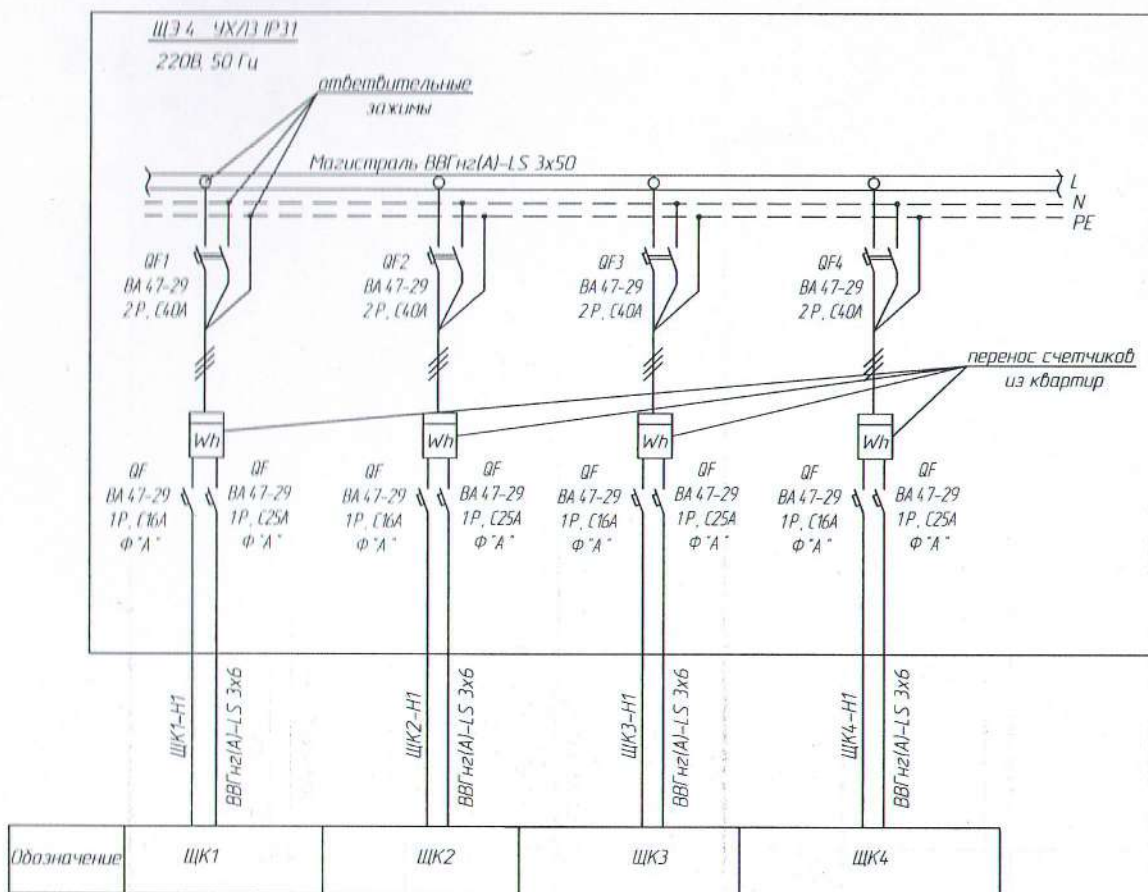 ЩЭ 4 УХЛ3 IP31
220В, 50 Гц
ответвительные
зажимы
Магистраль ВВГнг(А)-LS 3х50
L
N
PE
QF1
ВА 47-29
2Р, С40А
QF2
ВА 47-29
2Р, С40А
QF3
ВА 47-29
2Р, С40А
QF4
ВА 47-29
2Р, С40А
перенос счетчиков
из квартир
Wh
Wh
Wh
Wh
QF
ВА 47-29
1Р, С16А
Ф "А"
QF
ВА 47-29
1Р, С25А
Ф "А"
QF
ВА 47-29
1Р, С16А
Ф "А"
QF
ВА 47-29
1Р, С25А
Ф "А"
QF
ВА 47-29
1Р, С16А
Ф "А"
QF
ВА 47-29
1Р, С25А
Ф "А"
QF
ВА 47-29
1Р, С16А
Ф "А"
QF
ВА 47-29
1Р, С25А
Ф "А"
ЩК1-Н1
ВВГнг(А)-LS 3х6
ЩК2-Н1
ВВГнг(А)-LS 3х6
ЩК3-Н1
ВВГнг(А)-LS 3х6
ЩК4-Н1
ВВГнг(А)-LS 3х6
Обозначение ЩК1 ЩК2 ЩК3 ЩК4